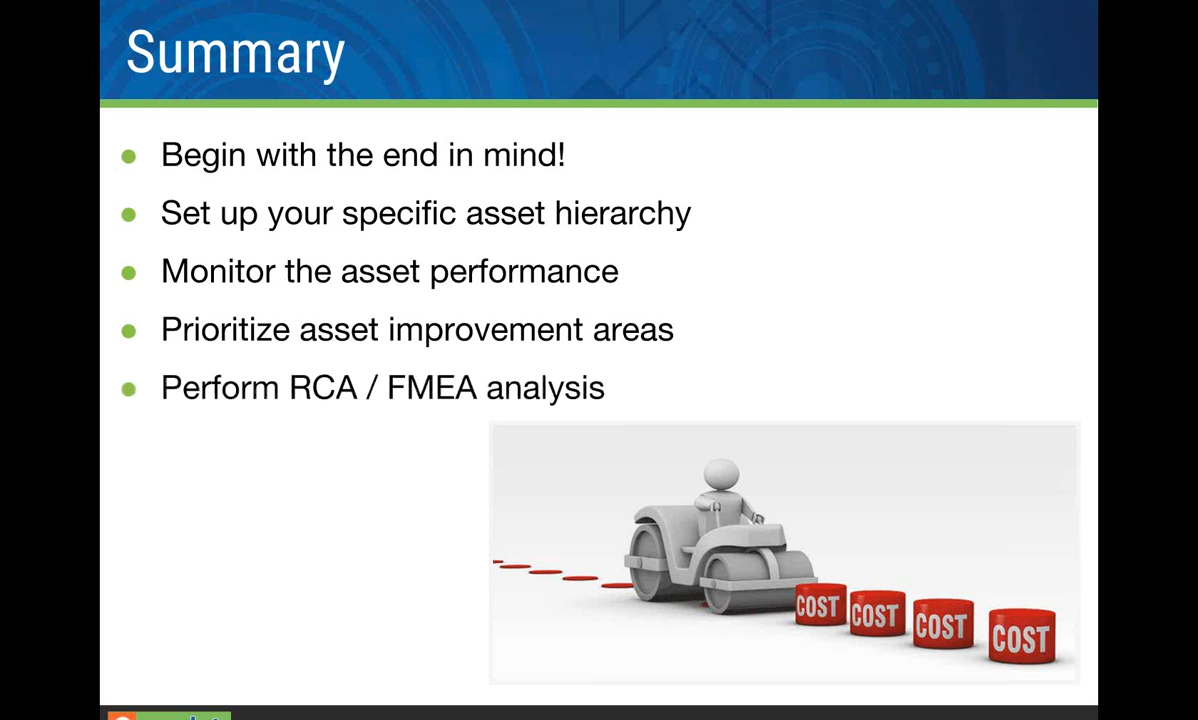 Summary
Begin with the end in mind!
Set up your specific asset hierarchy
Monitor the asset performance
Prioritize asset improvement areas
Perform RCA / FMEA analysis
COST
COST
COST
COST